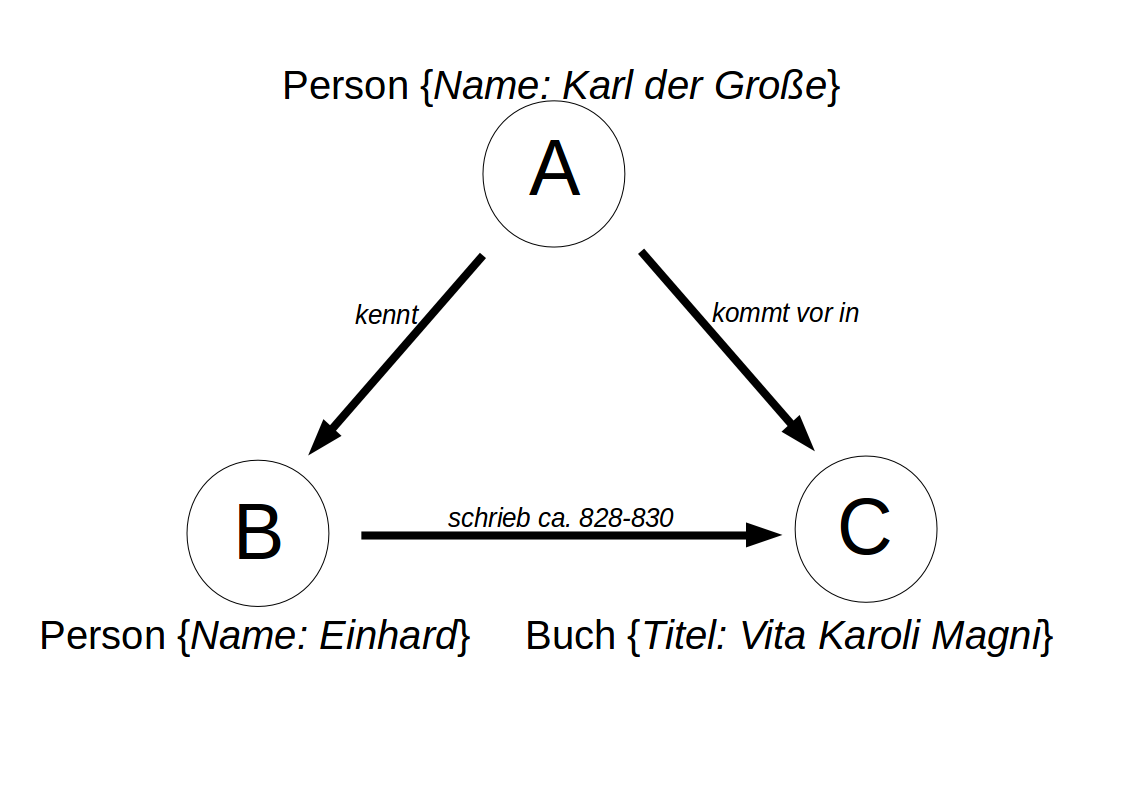 Person {Name: Karl der Große}
A
kennt
kommt vor in
B
schrieb ca. 828-830
C
Person {Name: Einhard}
Buch {Titel: Vita Karoli Magni}